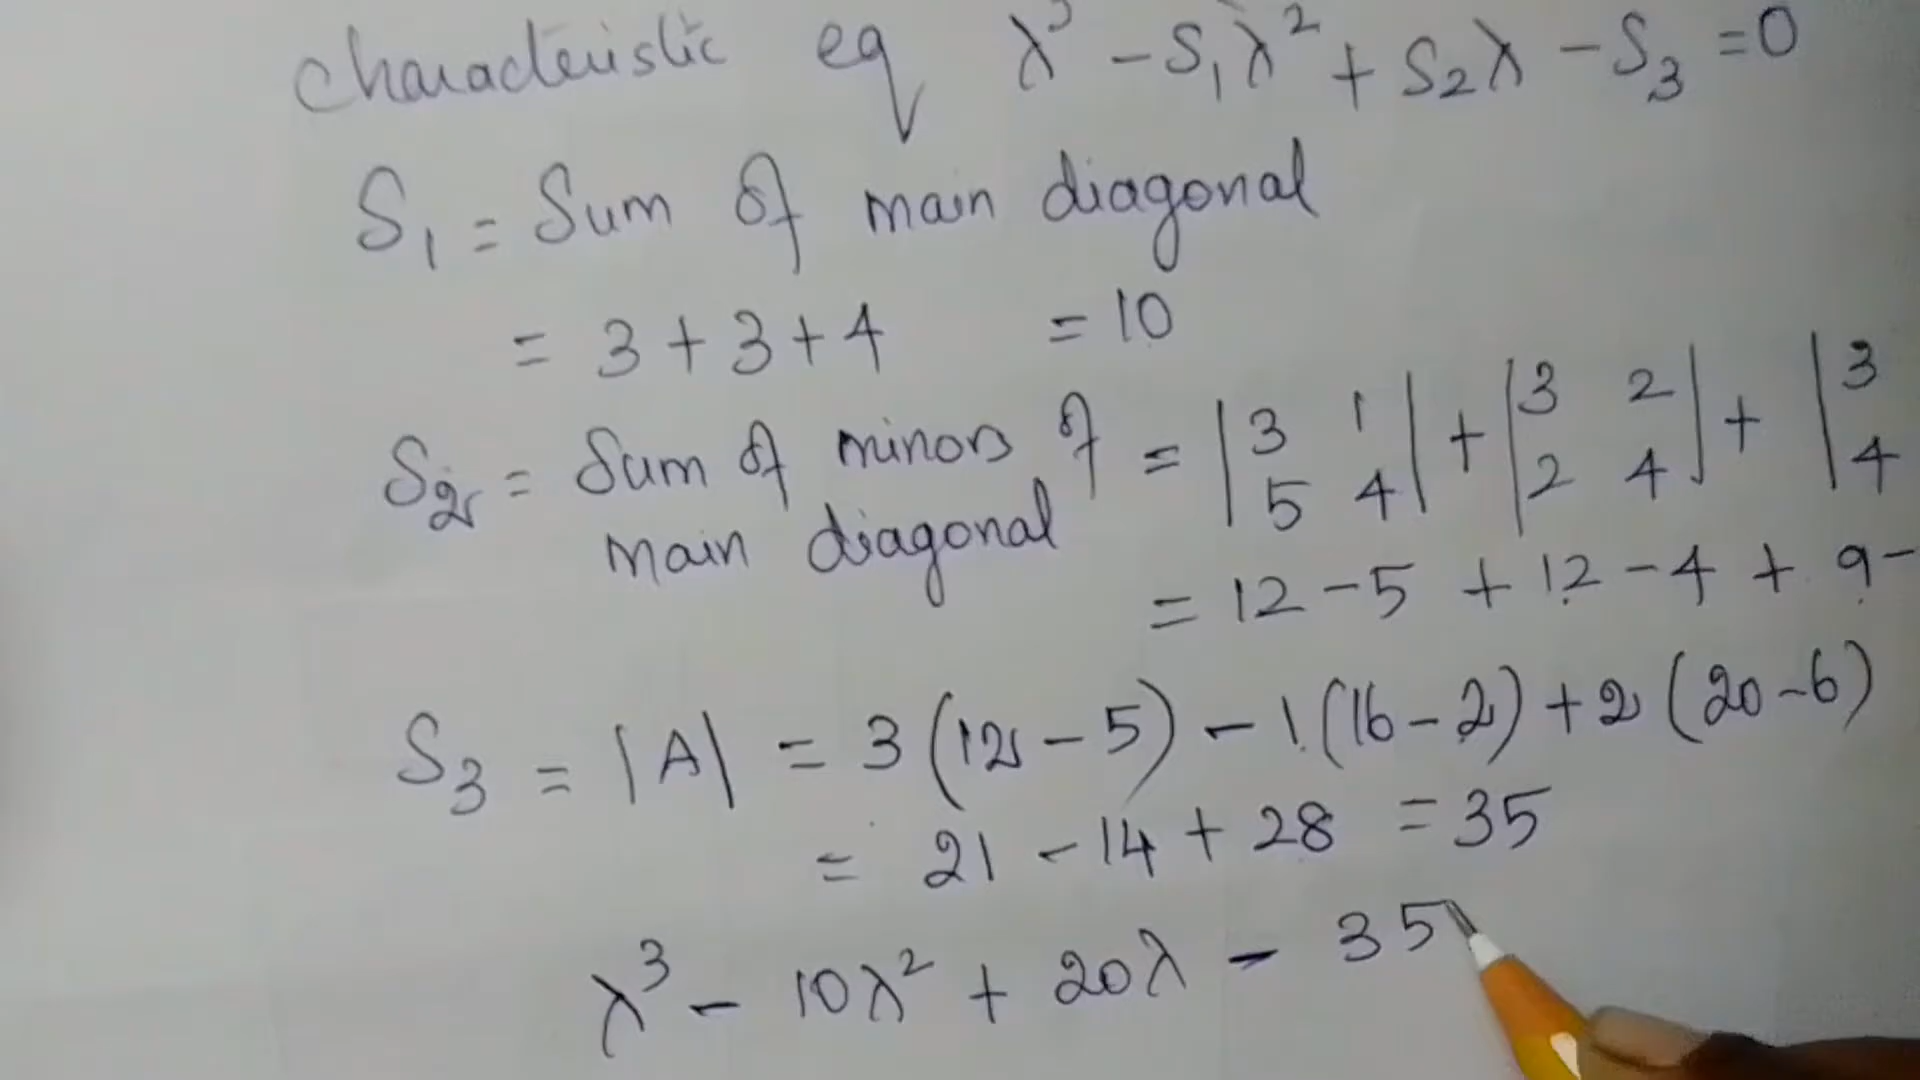 characteristic eq λ³ - S₁λ² + S₂λ - S₃ = 0
S₁ = Sum of main diagonal
= 3 + 3 + 4 = 10
S₂ = Sum of minors of = |3 1| + |3 2| + |3
main diagonal |5 4| |2 4| |4
= 12 - 5 + 12 - 4 + 9 -
S₃ = |A| = 3(12 - 5) - 1(16 - 2) + 2(20 - 6)
= 21 - 14 + 28 = 35
λ³ - 10λ² + 20λ - 35